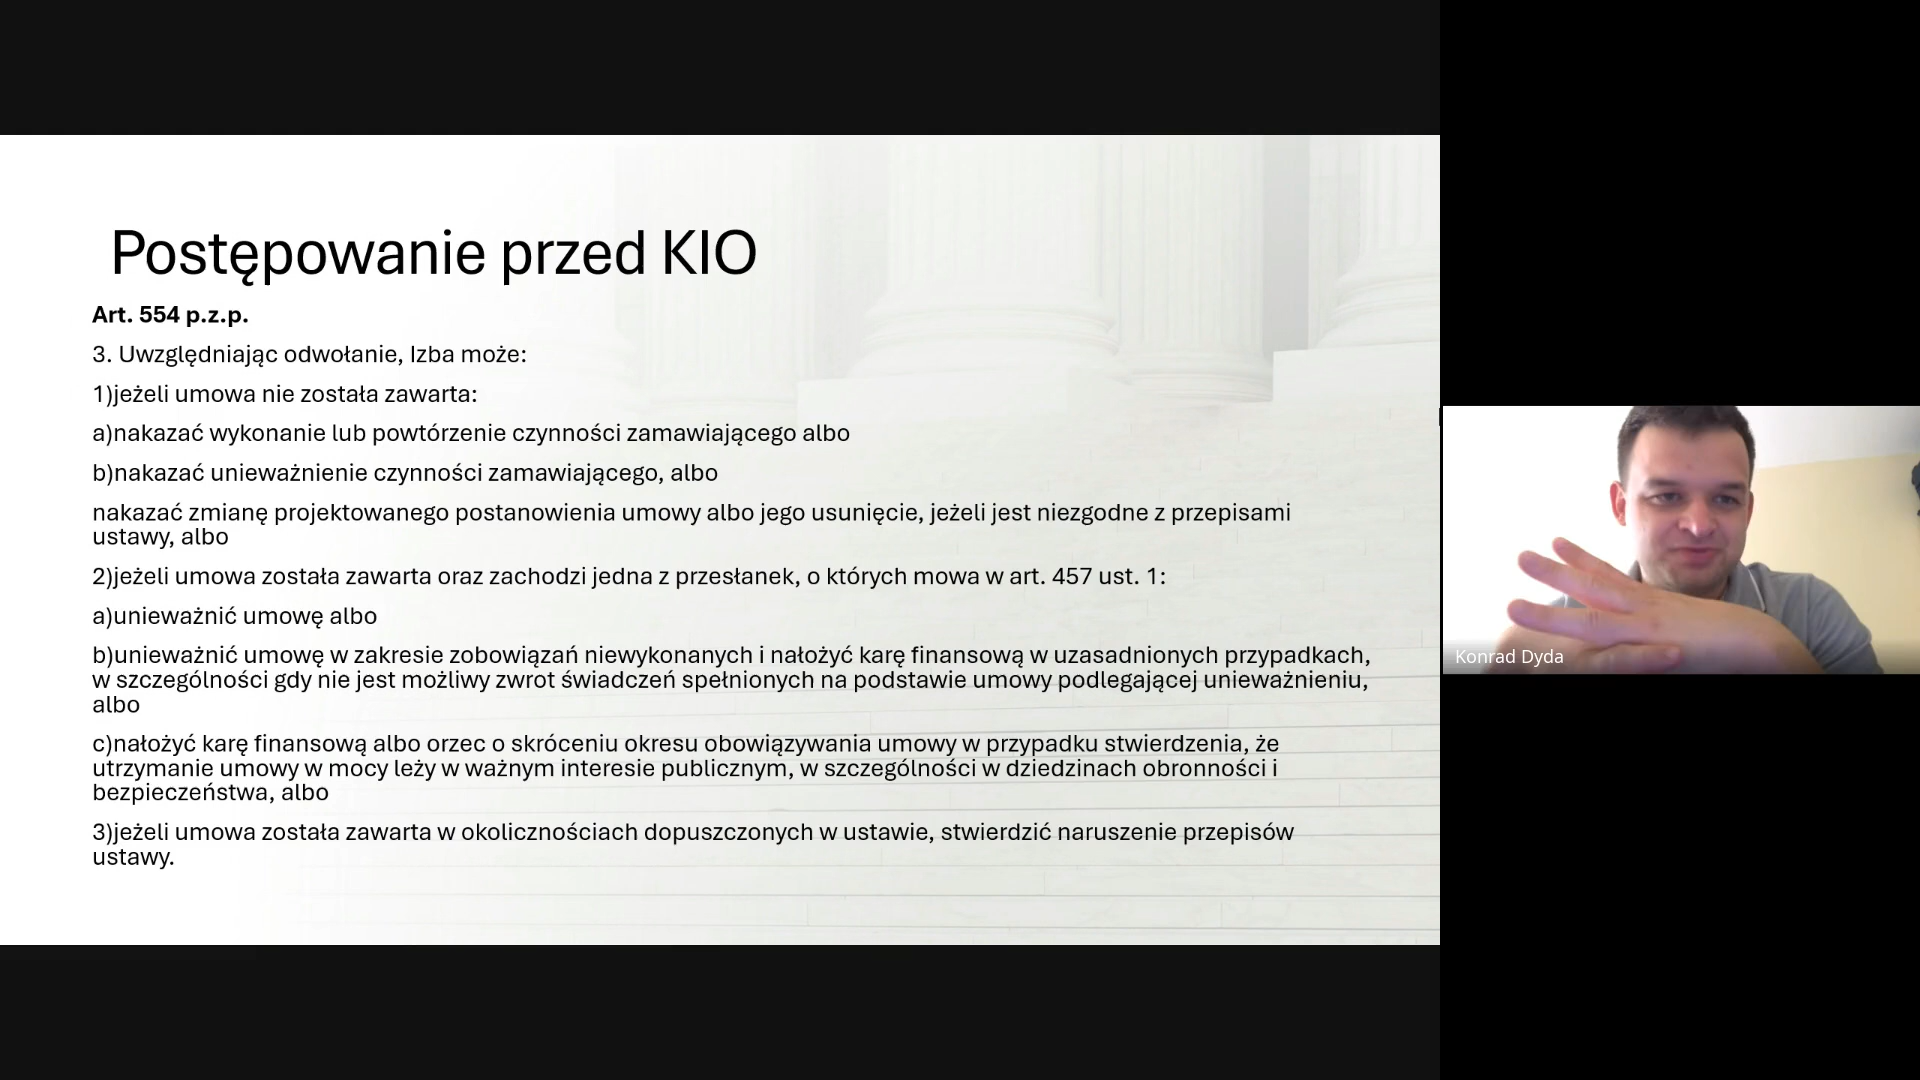 Postępowanie przed KIO
Art. 554 p.z.p.
3. Uwzględniając odwołanie, Izba może:
1)jeżeli umowa nie została zawarta:
a)nakazać wykonanie lub powtórzenie czynności zamawiającego albo
b)nakazać unieważnienie czynności zamawiającego, albo
nakazać zmianę projektowanego postanowienia umowy albo jego usunięcie, jeżeli jest niezgodne z przepisami
ustawy, albo
2)jeżeli umowa została zawarta oraz zachodzi jedna z przesłanek, o których mowa w art. 457 ust. 1:
a)unieważnić umowę albo
b)unieważnić umowę w zakresie zobowiązań niewykonanych i nałożyć karę finansową w uzasadnionych przypadkach,
w szczególności gdy nie jest możliwy zwrot świadczeń spełnionych na podstawie umowy podlegającej unieważnieniu,
albo
c)nałożyć karę finansową albo orzec o skróceniu okresu obowiązywania umowy w przypadku stwierdzenia, że
utrzymanie umowy w mocy leży w ważnym interesie publicznym, w szczególności w dziedzinach obronności i
bezpieczeństwa, albo
3)jeżeli umowa została zawarta w okolicznościach dopuszczonych w ustawie, stwierdzić naruszenie przepisów
ustawy.
Konrad Dyda